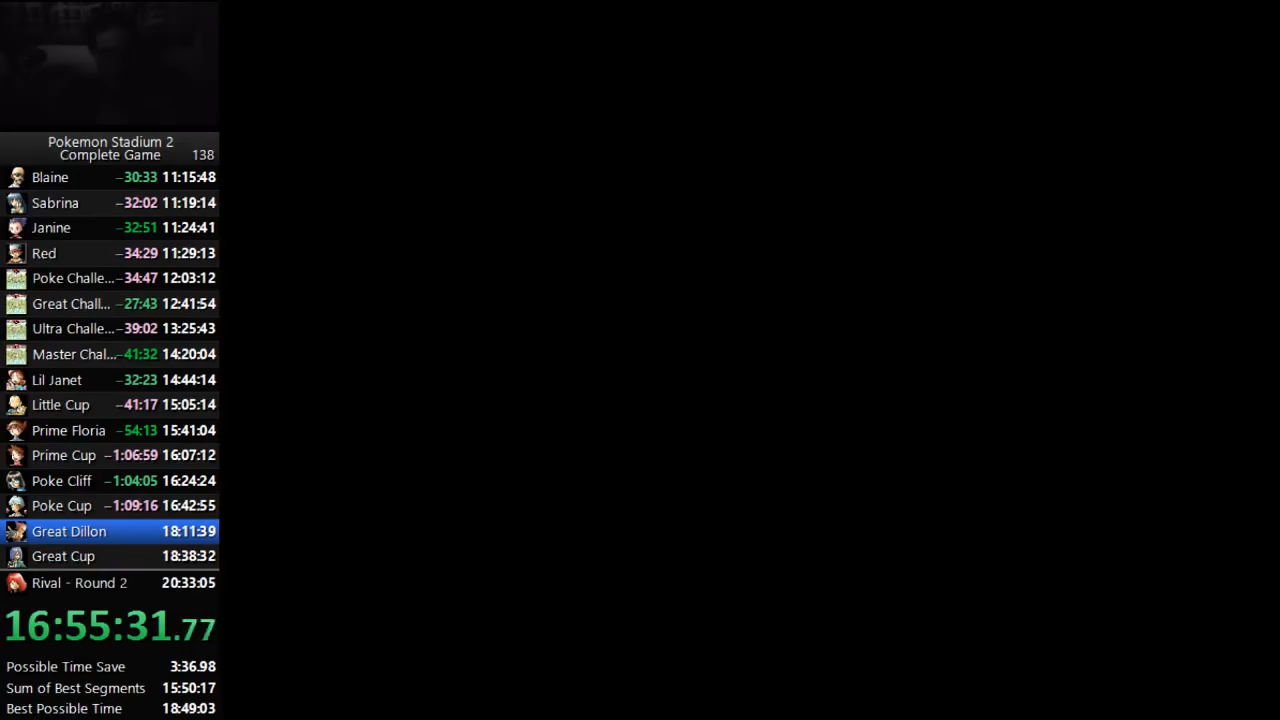 Pokemon Stadium 2
Complete Game 138
Blaine −30:33 11:15:48
Sabrina −32:02 11:19:14
Janine −32:51 11:24:41
Red −34:29 11:29:13
Poke Challe... −34:47 12:03:12
Great Chall... −27:43 12:41:54
Ultra Challe... −39:02 13:25:43
Master Chal... −41:32 14:20:04
Lil Janet −32:23 14:44:14
Little Cup −41:17 15:05:14
Prime Floria −54:13 15:41:04
Prime Cup −1:06:59 16:07:12
Poke Cliff −1:04:05 16:24:24
Poke Cup −1:09:16 16:42:55
Great Dillon 18:11:39
Great Cup 18:38:32
Rival - Round 2 20:33:05
16:55:31.77
Possible Time Save 3:36.98
Sum of Best Segments 15:50:17
Best Possible Time 18:49:03